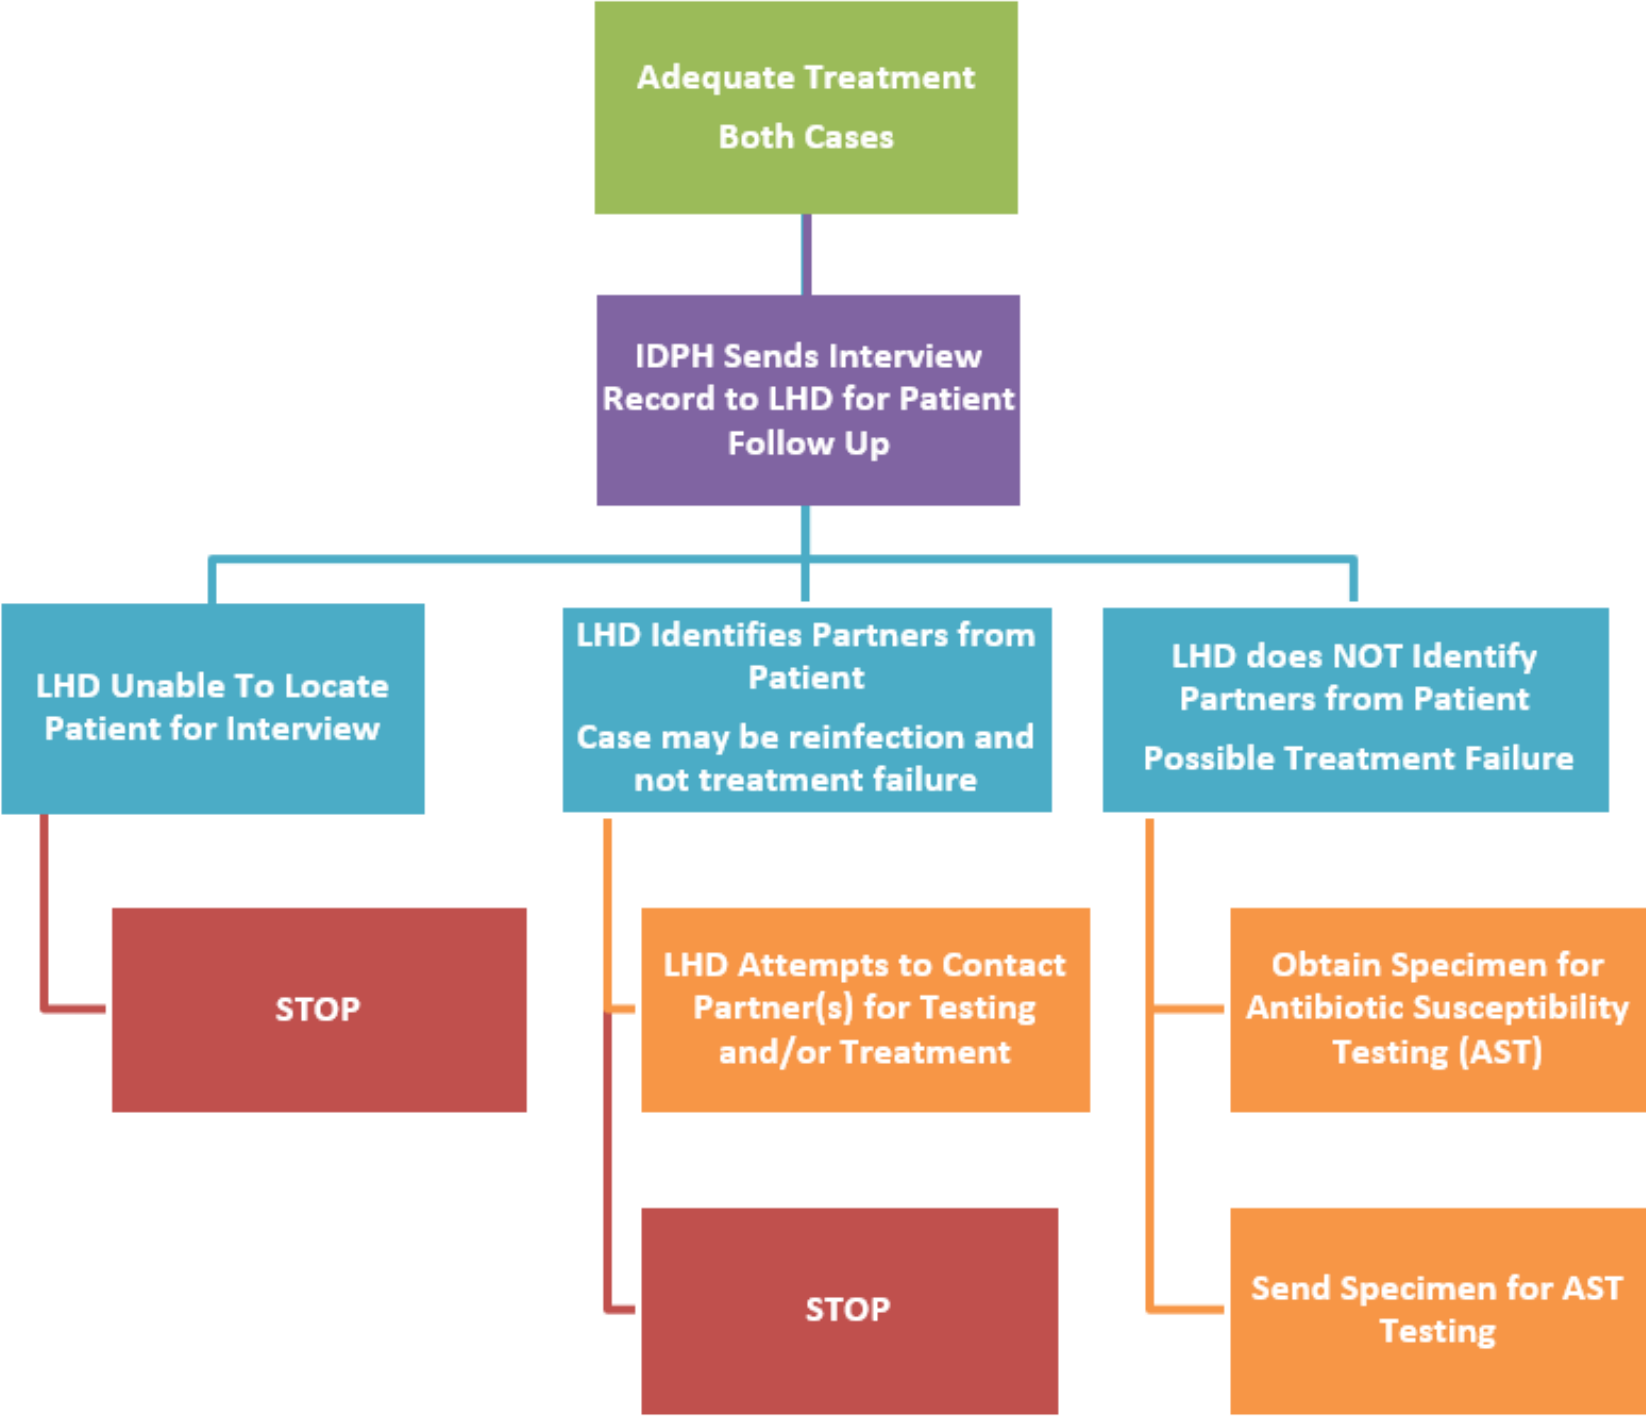 Adequate Treatment
Both Cases
IDPH Sends Interview
Record to LHD for Patient
Follow Up
LHD Unable To Locate
Patient for Interview
LHD Identifies Partners from
Patient
Case may be reinfection and
not treatment failure
LHD does NOT Identify
Partners from Patient
Possible Treatment Failure
STOP
LHD Attempts to Contact
Partner(s) for Testing
and/or Treatment
Obtain Specimen for
Antibiotic Susceptibility
Testing (AST)
STOP
Send Specimen for AST
Testing